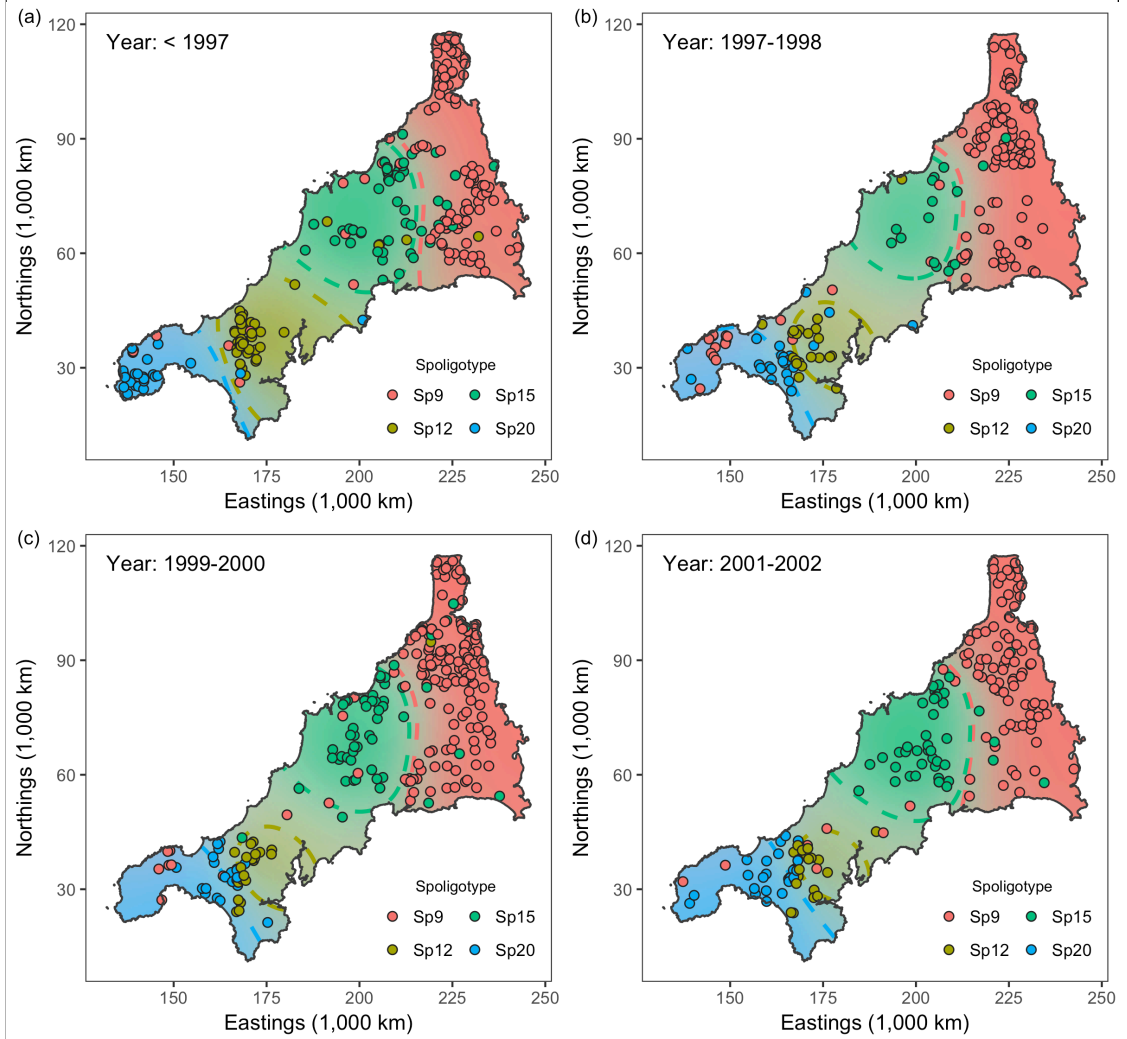 (a)
Year: < 1997
120
90
60
30
Northings (1,000 km)
150
175
200
225
250
Eastings (1,000 km)
Spoligotype
Sp9
Sp15
Sp12
Sp20
(b)
Year: 1997-1998
120
90
60
30
Northings (1,000 km)
150
175
200
225
250
Eastings (1,000 km)
Spoligotype
Sp9
Sp15
Sp12
Sp20
(c)
Year: 1999-2000
120
90
60
30
Northings (1,000 km)
150
175
200
225
250
Eastings (1,000 km)
Spoligotype
Sp9
Sp15
Sp12
Sp20
(d)
Year: 2001-2002
120
90
60
30
Northings (1,000 km)
150
175
200
225
250
Eastings (1,000 km)
Spoligotype
Sp9
Sp15
Sp12
Sp20